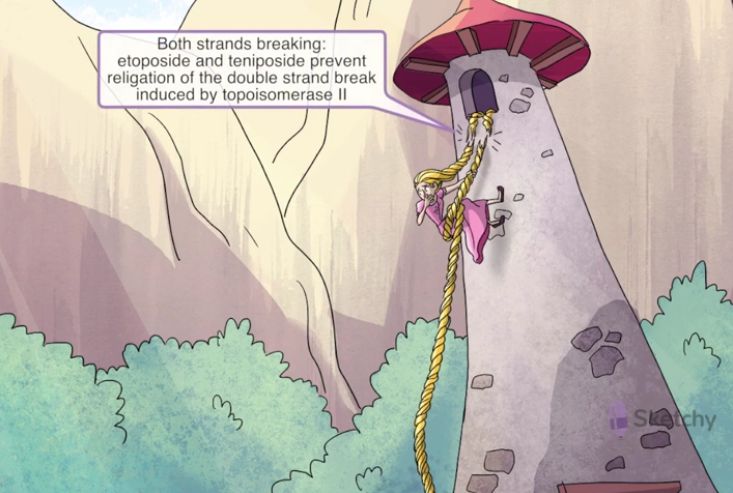 Both strands breaking:
etoposide and teniposide prevent
religation of the double strand break
induced by topoisomerase II
Sketchy